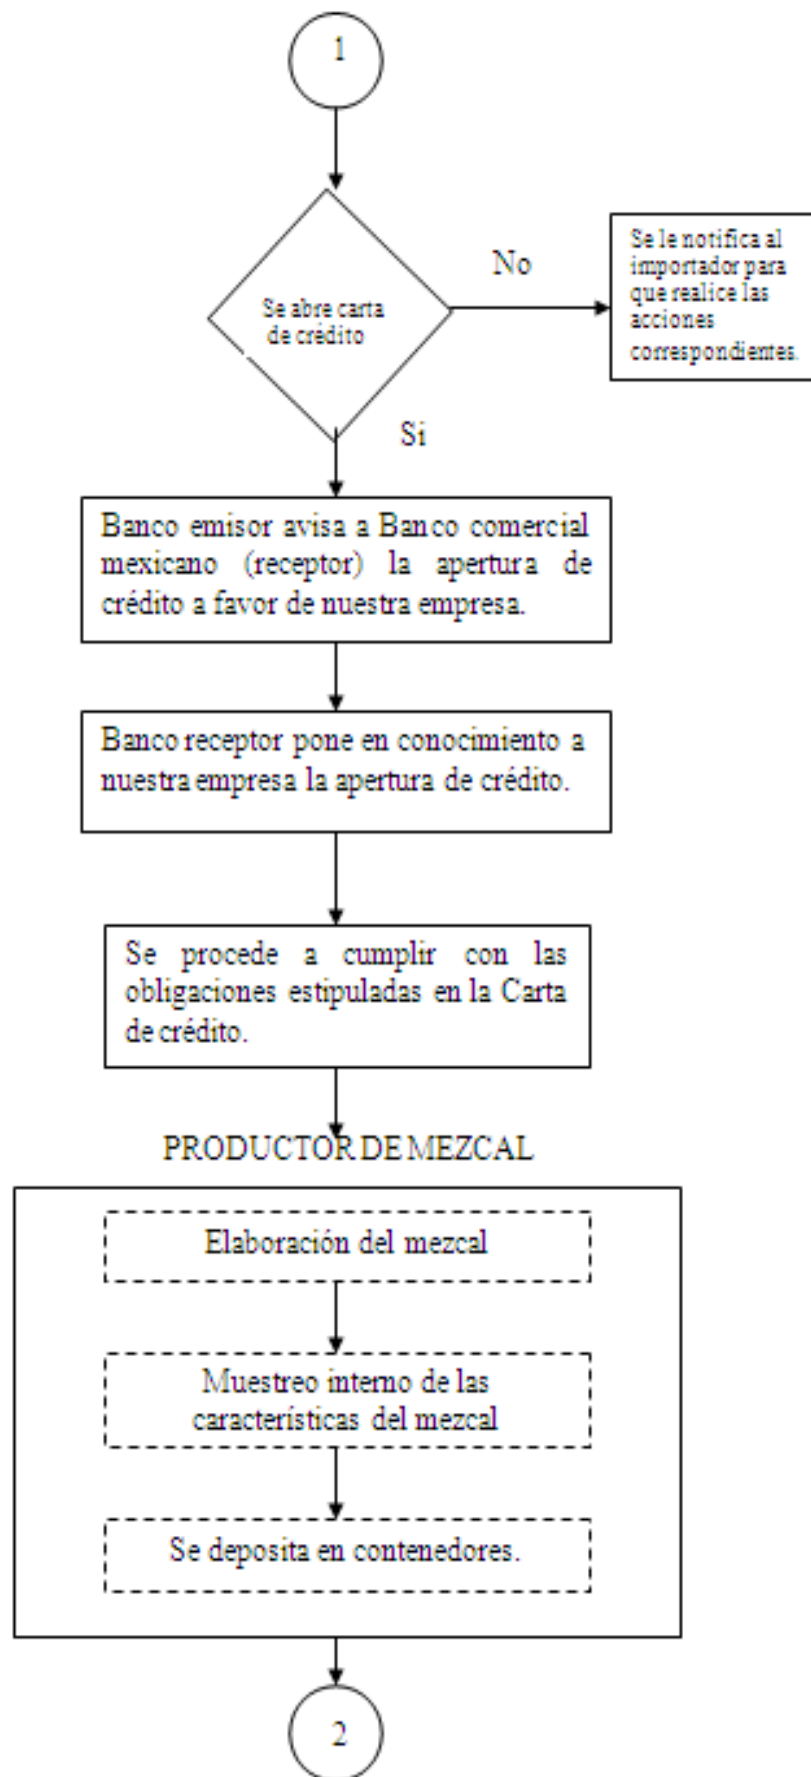 1
Se abre carta
de crédito
No
Se le notifica al
importador para
que realice las
acciones
correspondientes.
Si
Banco emisor avisa a Banco comercial
mexicano (receptor) la apertura de
crédito a favor de nuestra empresa.
Banco receptor pone en conocimiento a
nuestra empresa la apertura de crédito.
Se procede a cumplir con las
obligaciones estipuladas en la Carta
de crédito.
PRODUCTOR DE MEZCAL
Elaboración del mezcal
Muestreo interno de las
características del mezcal
Se deposita en contenedores.
2